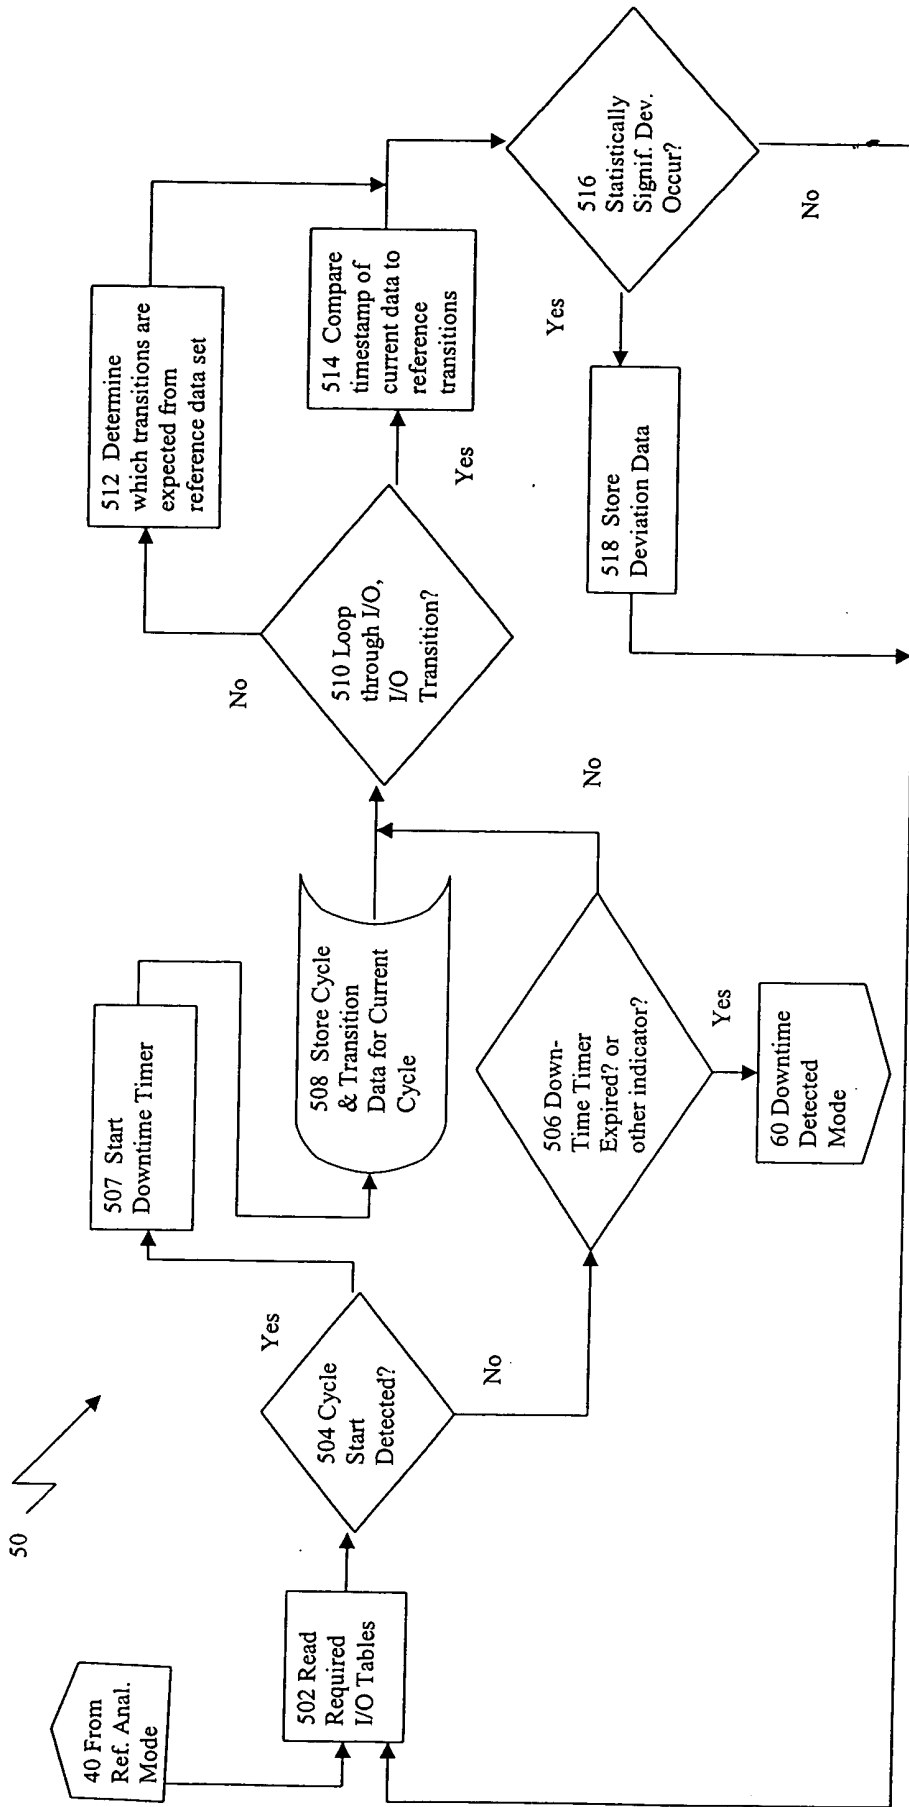 50
40 From
Ref. Anal.
Mode
502 Read
Required
I/O Tables
504 Cycle
Start
Detected?
Yes
No
507 Start
Downtime Timer
508 Store Cycle
& Transition
Data for Current
Cycle
506 Down-
Time Timer
Expired? or
other indicator?
No
Yes
60 Downtime
Detected
Mode
510 Loop
through I/O,
I/O
Transition?
No
Yes
512 Determine
which transitions are
expected from
reference data set
514 Compare
timestamp of
current data to
reference
transitions
516
Statistically
Signif. Dev.
Occur?
Yes
No
518 Store
Deviation Data